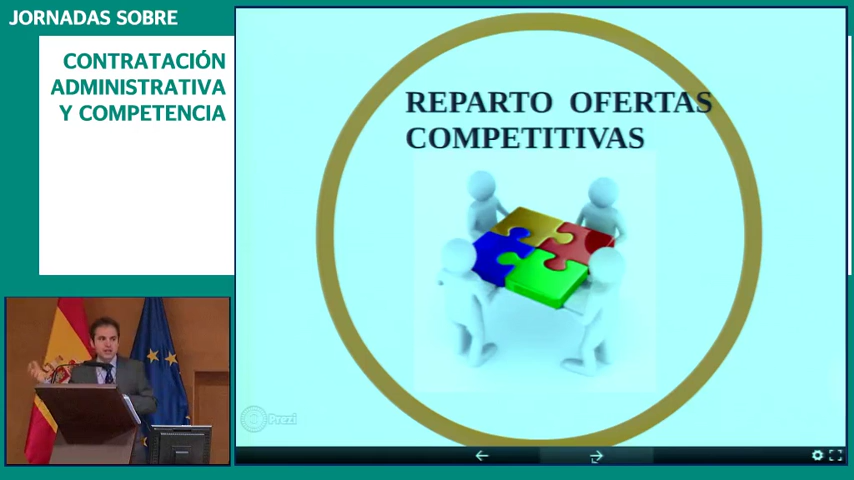 JORNADAS SOBRE
CONTRATACIÓN
ADMINISTRATIVA
Y COMPETENCIA
REPARTO OFERTAS
COMPETITIVAS
Prezi